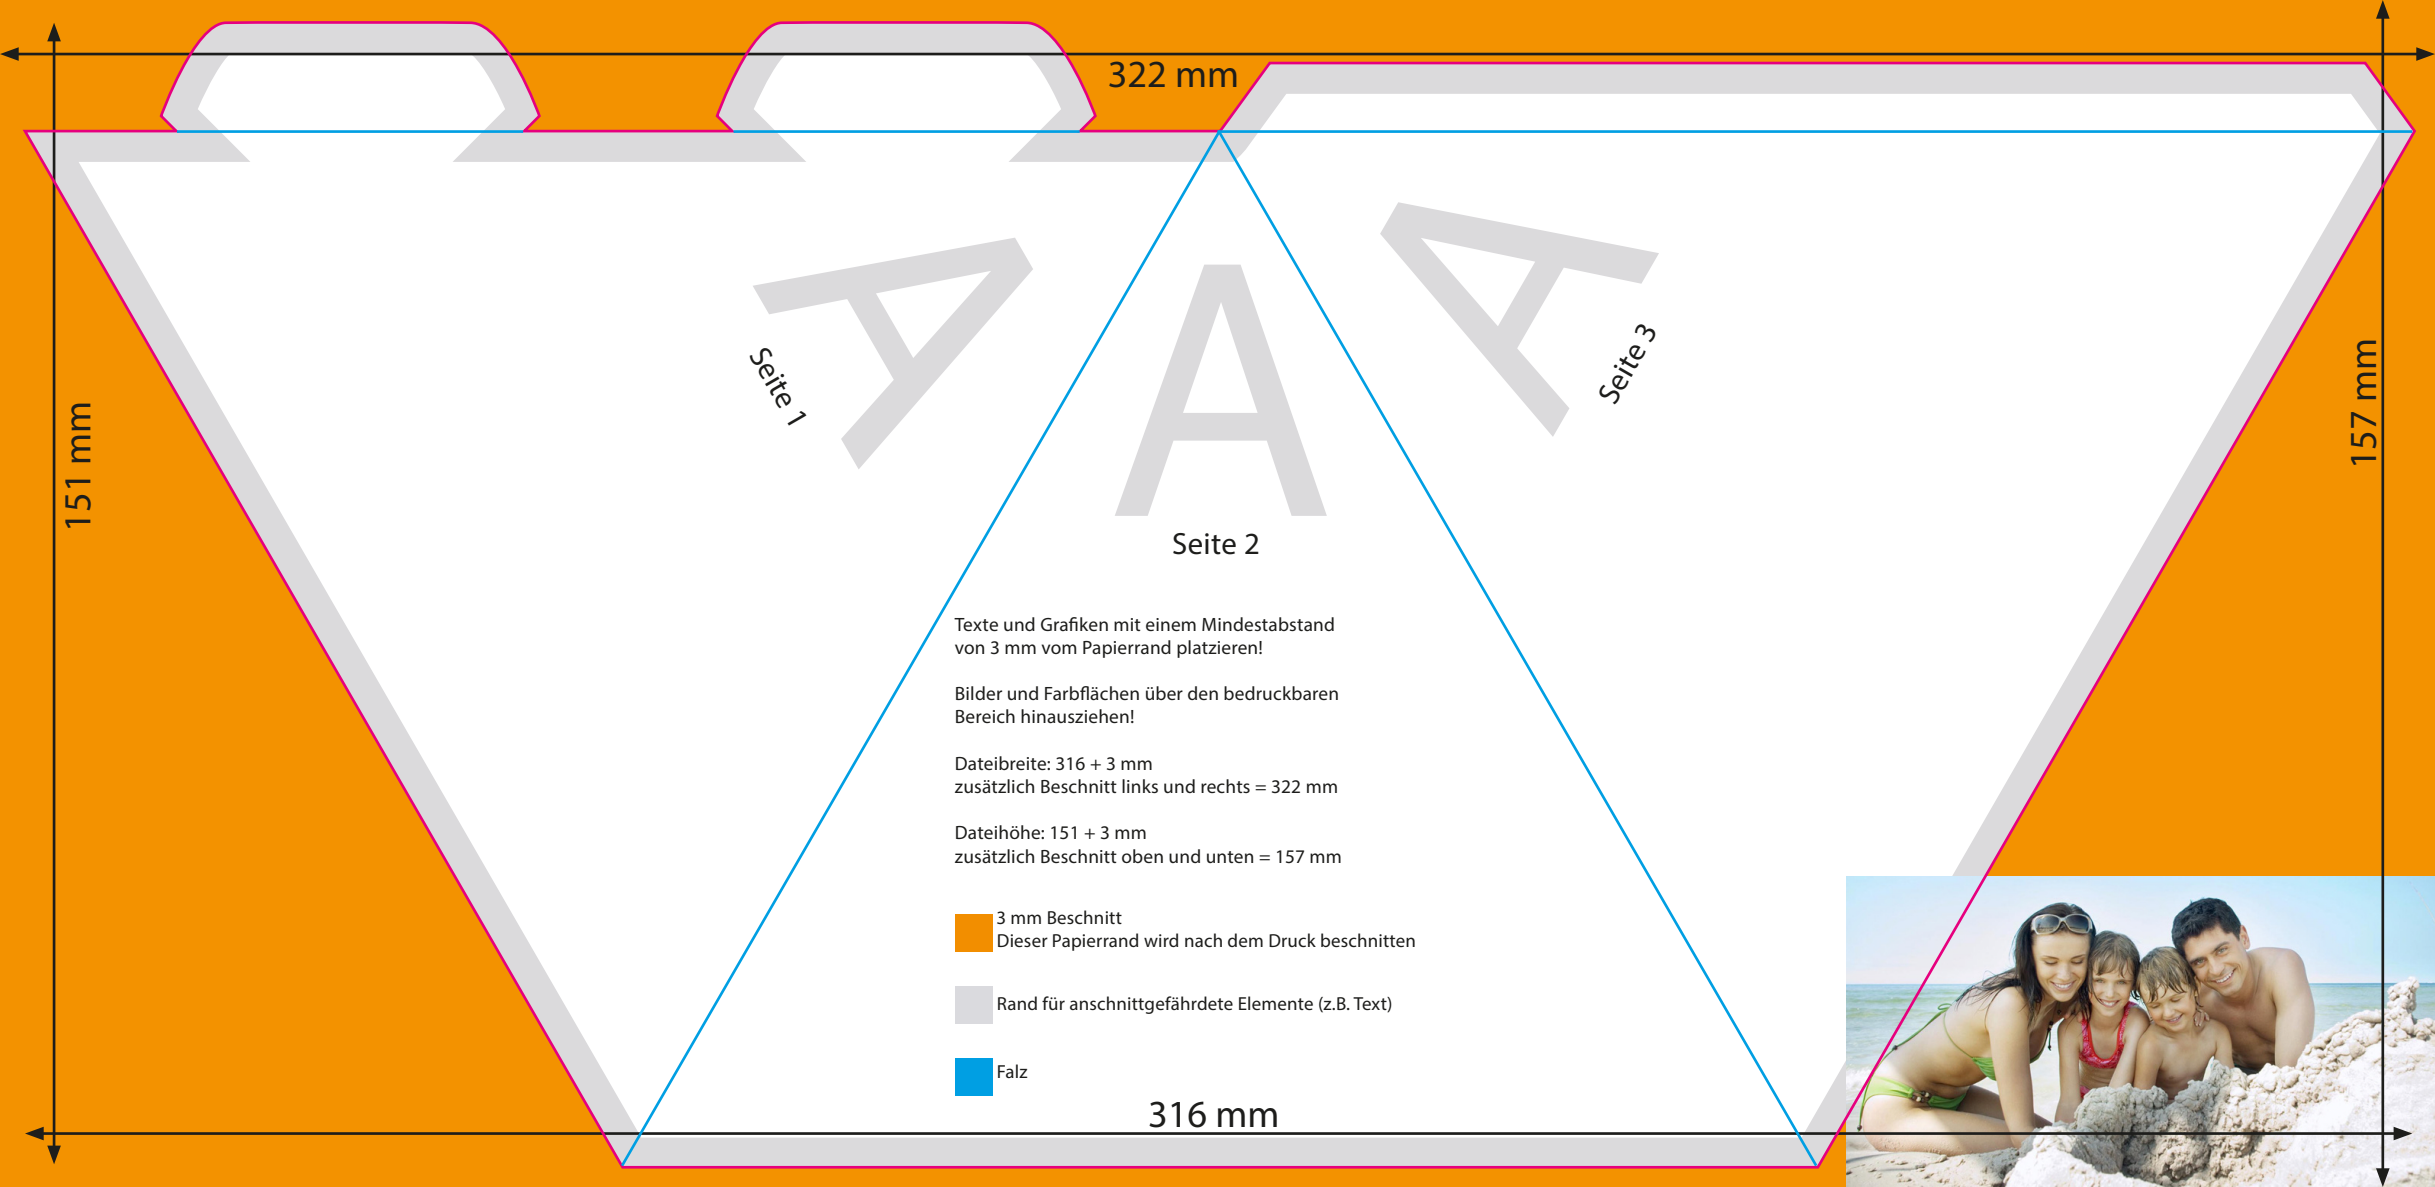 322 mm
151 mm
157 mm
A
A
A
Seite 1
Seite 3
Seite 2
Texte und Grafiken mit einem Mindestabstand
von 3 mm vom Papierrand platzieren!
Bilder und Farbflächen über den bedruckbaren
Bereich hinausziehen!
Dateibreite: 316 + 3 mm
zusätzlich Beschnitt links und rechts = 322 mm
Dateihöhe: 151 + 3 mm
zusätzlich Beschnitt oben und unten = 157 mm
3 mm Beschnitt
Dieser Papierrand wird nach dem Druck beschnitten
Rand für anschnittgefährdete Elemente (z.B. Text)
Falz
316 mm